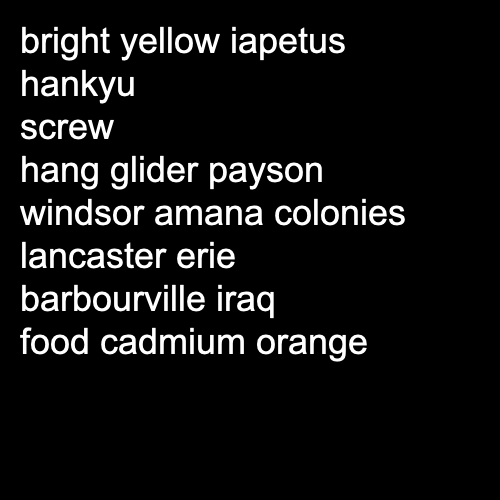 bright yellow iapetus
hankyu
screw
hang glider payson
windsor amana colonies
lancaster erie
barbourville iraq
food cadmium orange